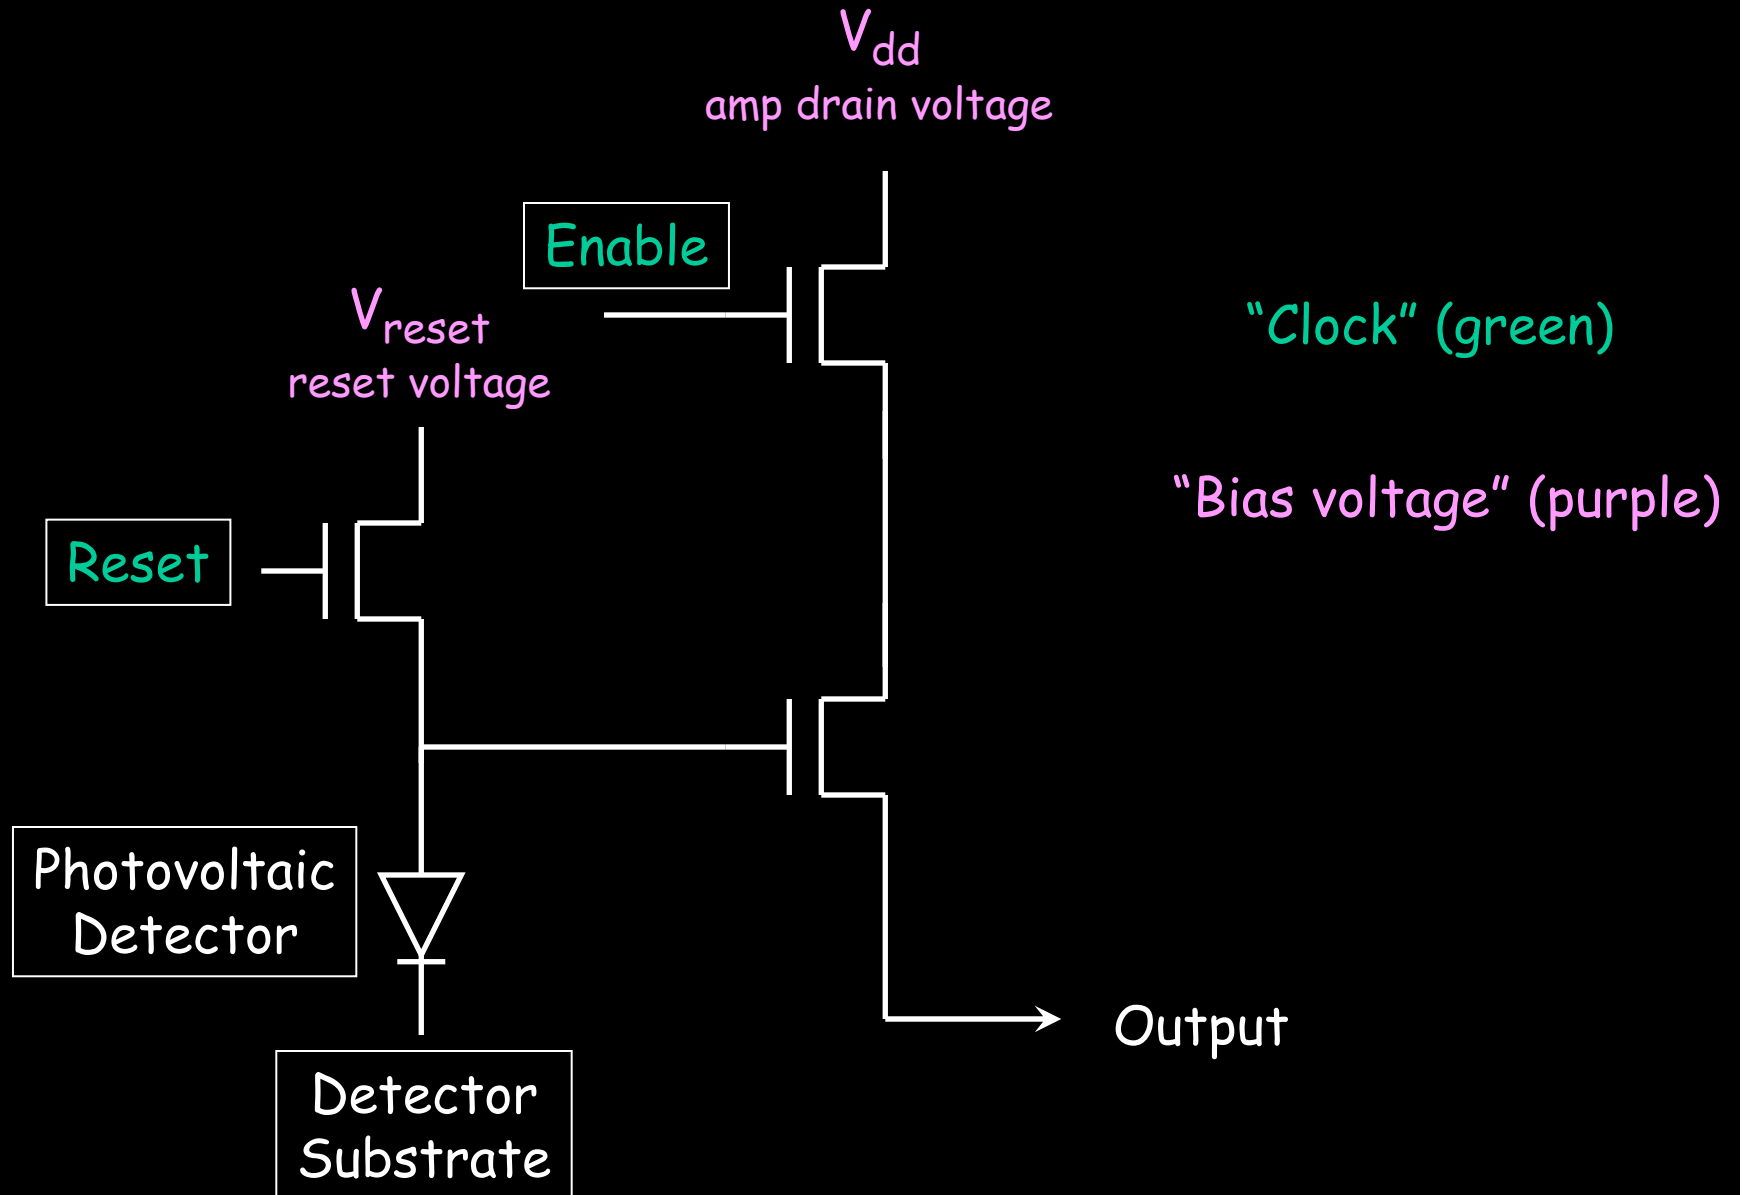 Vdd
amp drain voltage
Enable
Vreset
reset voltage
“Clock” (green)
“Bias voltage” (purple)
Reset
Photovoltaic
Detector
Output
Detector
Substrate